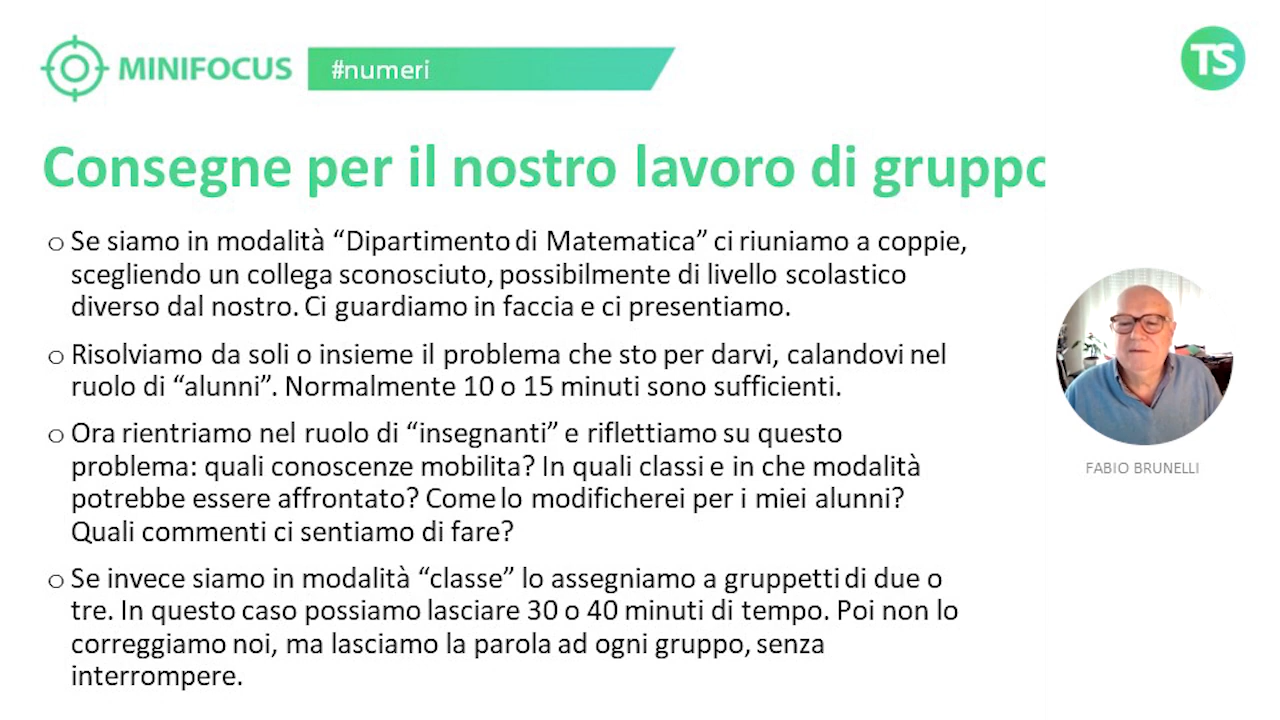 MINIFOCUS
#numeri
TS
Consegne per il nostro lavoro di gruppo
o Se siamo in modalità “Dipartimento di Matematica” ci riuniamo a coppie,
scegliendo un collega sconosciuto, possibilmente di livello scolastico
diverso dal nostro. Ci guardiamo in faccia e ci presentiamo.
o Risolviamo da soli o insieme il problema che sto per darvi, calandovi nel
ruolo di “alunni”. Normalmente 10 o 15 minuti sono sufficienti.
o Ora rientriamo nel ruolo di “insegnanti” e riflettiamo su questo
problema: quali conoscenze mobilita? In quali classi e in che modalità
potrebbe essere affrontato? Come lo modificherei per i miei alunni?
Quali commenti ci sentiamo di fare?
o Se invece siamo in modalità “classe” lo assegniamo a gruppetti di due o
tre. In questo caso possiamo lasciare 30 o 40 minuti di tempo. Poi non lo
correggiamo noi, ma lasciamo la parola ad ogni gruppo, senza
interrompere.
FABIO BRUNELLI